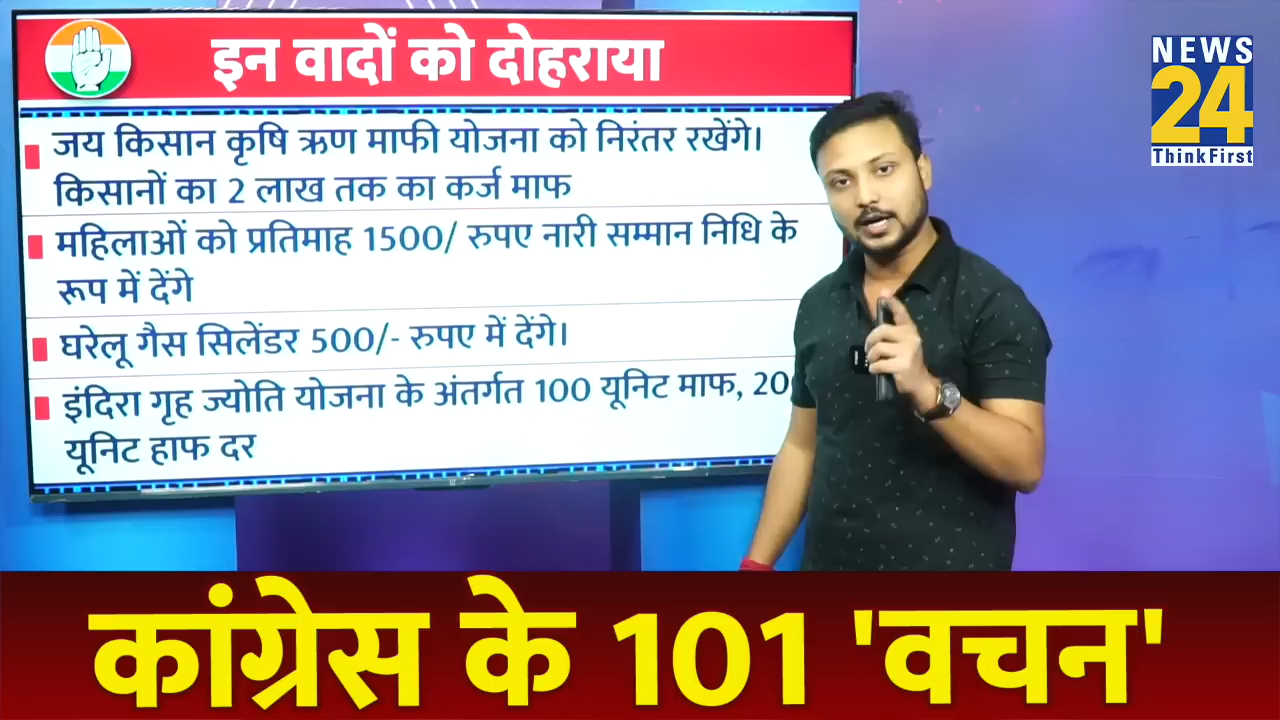 इन वादों को दोहराया
जय किसान कृषि ऋण माफी योजना को निरंतर रखेंगे।
किसानों का 2 लाख तक का कर्ज माफ
महिलाओं को प्रतिमाह 1500/ रुपए नारी सम्मान निधि के
रूप में देंगे
घरेलू गैस सिलेंडर 500/- रुपए में देंगे।
इंदिरा गृह ज्योति योजना के अंतर्गत 100 यूनिट माफ, 20
यूनिट हाफ दर
NEWS
24
ThinkFirst
कांग्रेस के 101 'वचन'